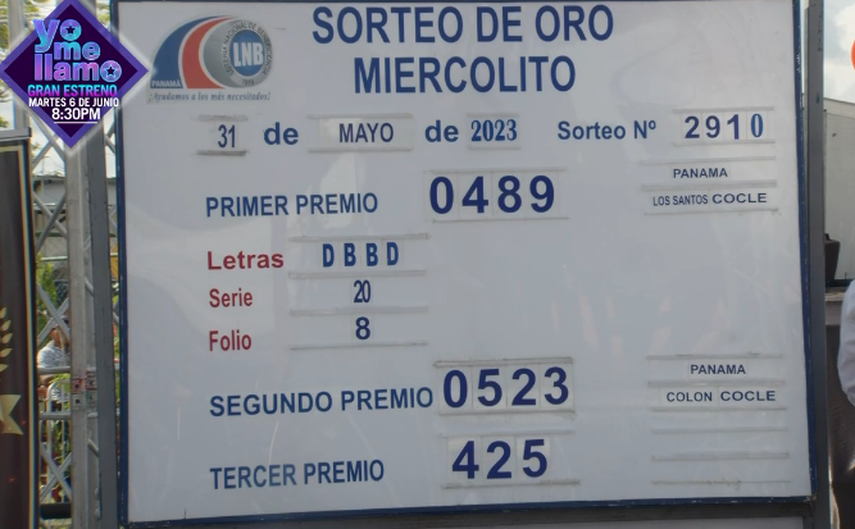 yo
me
llamo
GRAN ESTRENO
MARTES 6 DE JUNIO
8:30PM
SORTEO DE ORO
MIERCOLITO
LNB
PANAMÁ
¡Ayudamos a los más necesitados!
31 de MAYO de 2023 Sorteo Nº 2910
PRIMER PREMIO 0489
PANAMA
LOS SANTOS COCLE
Letras DBBD
Serie 20
Folio 8
SEGUNDO PREMIO 0523
PANAMA
COLON COCLE
TERCER PREMIO 425